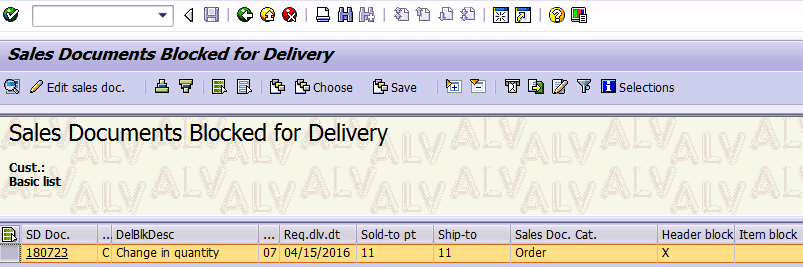 Sales Documents Blocked for Delivery
Edit sales doc. Choose Save Selections
Sales Documents Blocked for Delivery
Cust.:
Basic list
SD Doc. .. DelBlkDesc ... Req.dlv.dt Sold-to pt Ship-to Sales Doc. Cat. Header block Item block
180723 C Change in quantity 07 04/15/2016 11 11 Order X